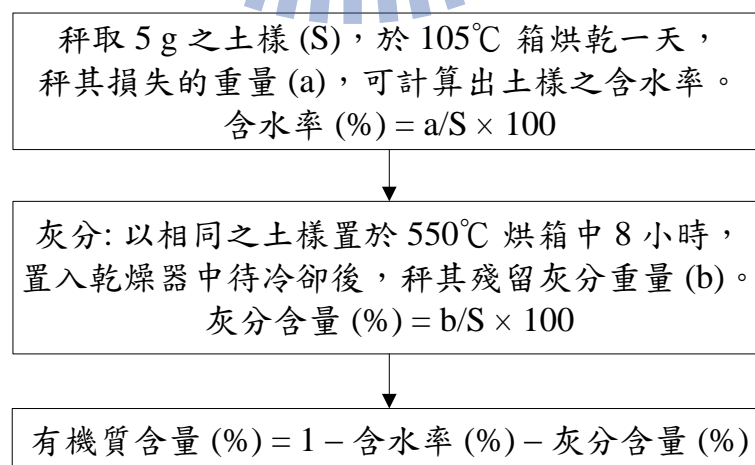 秤取 5 g 之土樣 (S)，於 105℃ 箱烘乾一天，
秤其損失的重量 (a)，可計算出土樣之含水率。
含水率 (%) = a/S × 100
灰分: 以相同之土樣置於 550℃ 烘箱中 8 小時，
置入乾燥器中待冷卻後，秤其殘留灰分重量 (b)。
灰分含量 (%) = b/S × 100
有機質含量 (%) = 1 – 含水率 (%) – 灰分含量 (%)